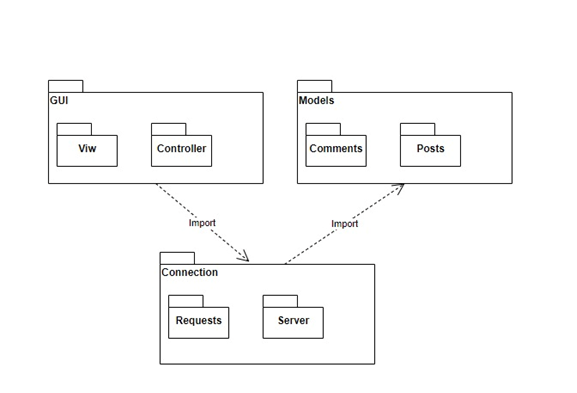 GUI
Viw
Controller
Models
Comments
Posts
Import
Import
Connection
Requests
Server